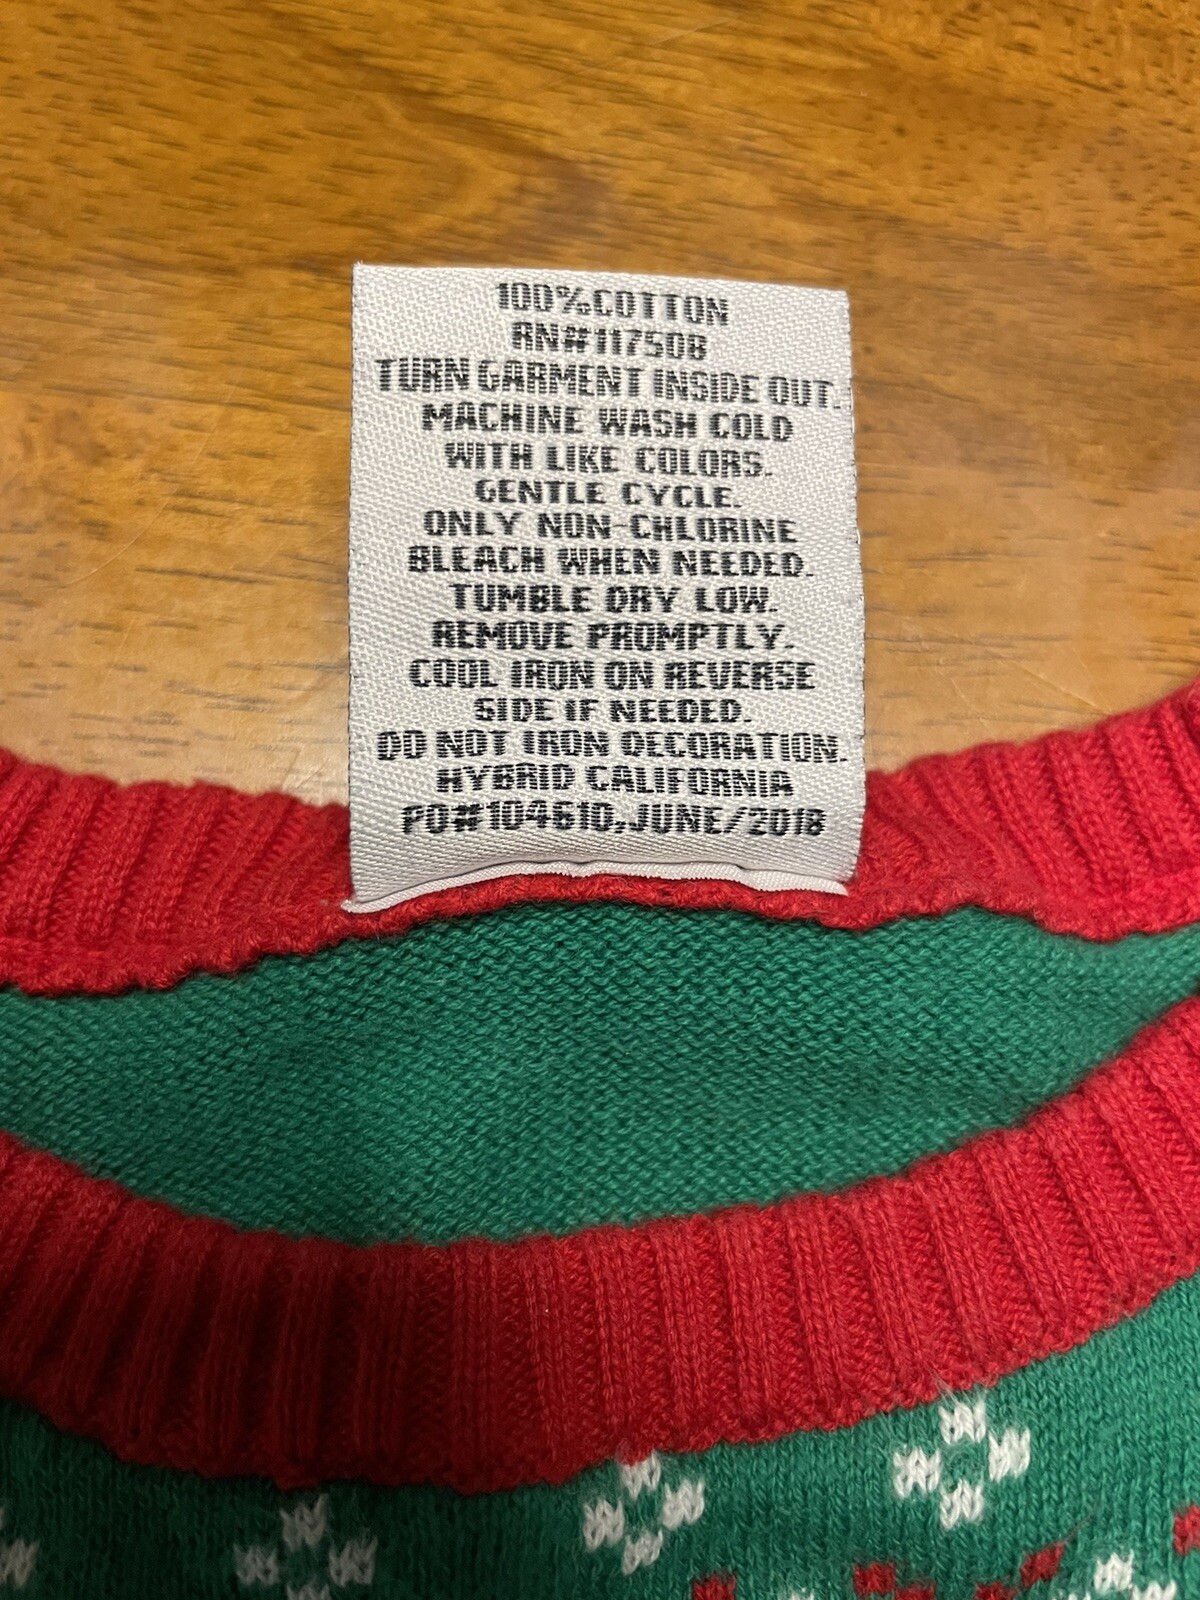 100%COTTON
RN#117508
TURN GARMENT INSIDE OUT.
MACHINE WASH COLD
WITH LIKE COLORS.
GENTLE CYCLE.
ONLY NON-CHLORINE
BLEACH WHEN NEEDED.
TUMBLE DRY LOW.
REMOVE PROMPTLY.
COOL IRON ON REVERSE
SIDE IF NEEDED.
DO NOT IRON DECORATION.
HYBRID CALIFORNIA
PO#104610,JUNE/2018